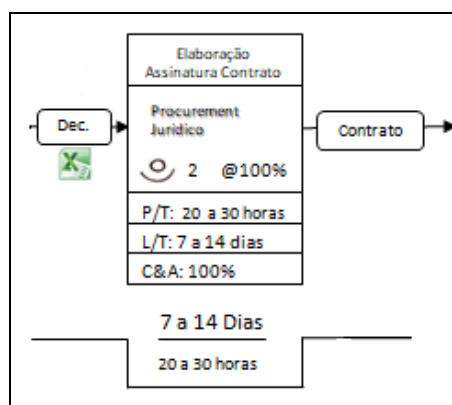 Elaboração
Assinatura Contrato
Dec.
Procurement
Jurídico
2 @100%
Contrato
P/T: 20 a 30 horas
L/T: 7 a 14 dias
C&A: 100%
7 a 14 Dias
20 a 30 horas